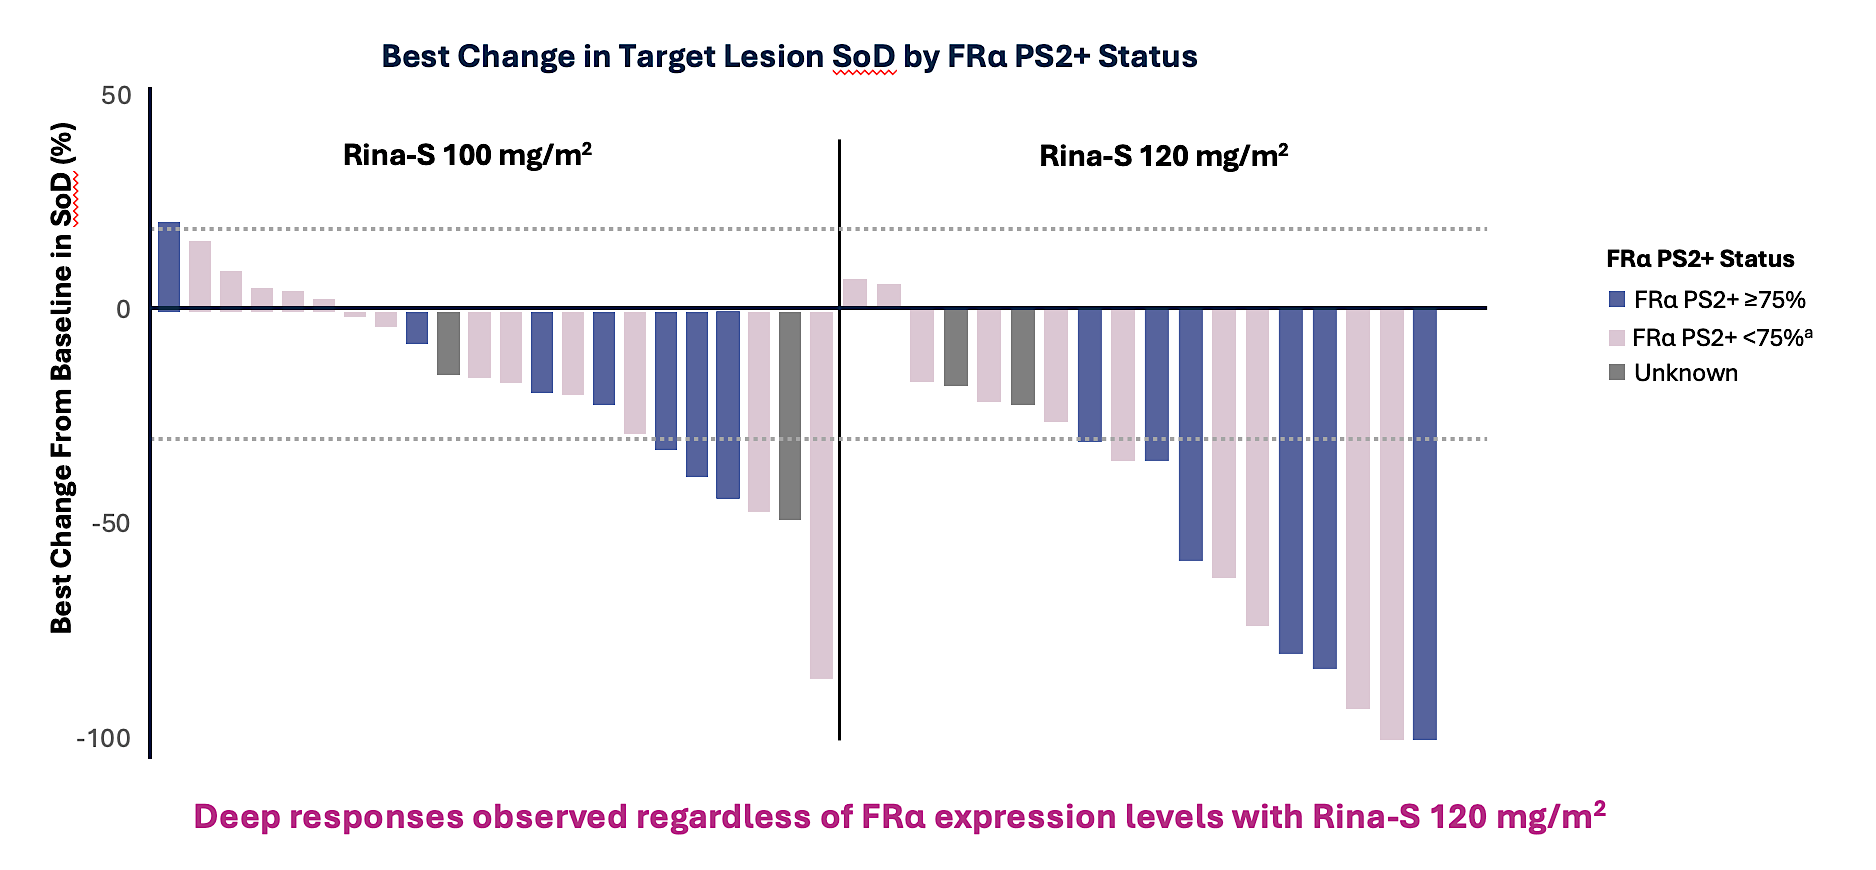 Best Change in Target Lesion SoD by FRα PS2+ Status
Best Change From Baseline in SoD (%)
50
0
-50
-100
Rina-S 100 mg/m²
Rina-S 120 mg/m²
FRα PS2+ Status
FRα PS2+ ≥75%
FRα PS2+ <75%ᵃ
Unknown
Deep responses observed regardless of FRα expression levels with Rina-S 120 mg/m²